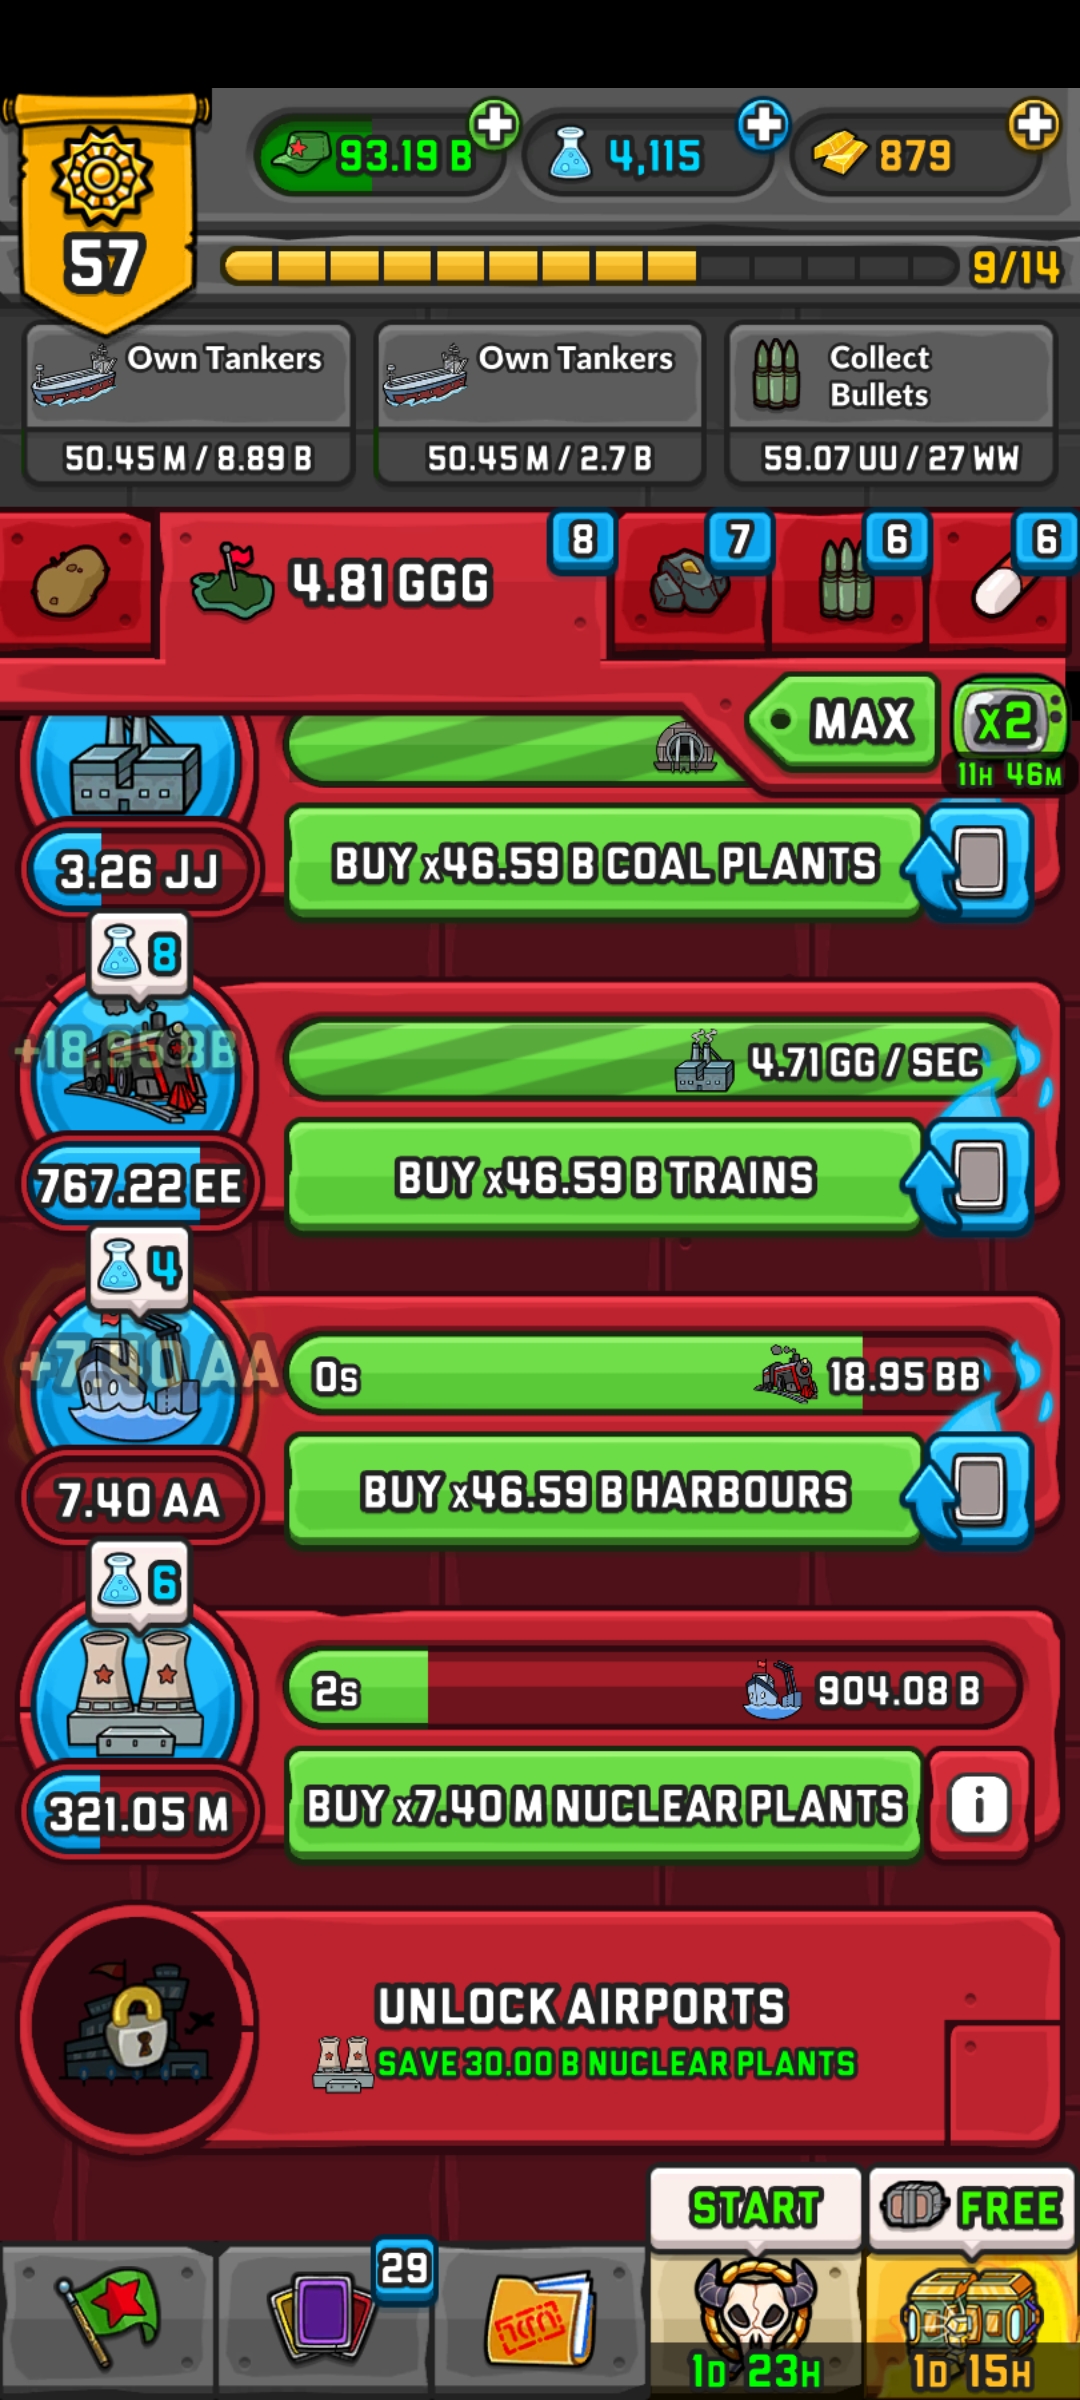 93.19 B
4,115
879
57
9/14
Own Tankers
50.45 M / 8.89 B
Own Tankers
50.45 M / 2.7 B
Collect
Bullets
59.07 UU / 27 WW
4.81 GGG
8
7
6
6
MAX
x2
11H 46M
3.26 JJ
BUY x46.59 B COAL PLANTS
8
+18.95 BB
4.71 GG / SEC
767.22 EE
BUY x46.59 B TRAINS
4
+7.40 AA
0s
18.95 BB
7.40 AA
BUY x46.59 B HARBOURS
6
2s
904.08 B
321.05 M
BUY x7.40 M NUCLEAR PLANTS
i
UNLOCK AIRPORTS
SAVE 30.00 B NUCLEAR PLANTS
START
FREE
29
1D 23H
1D 15H